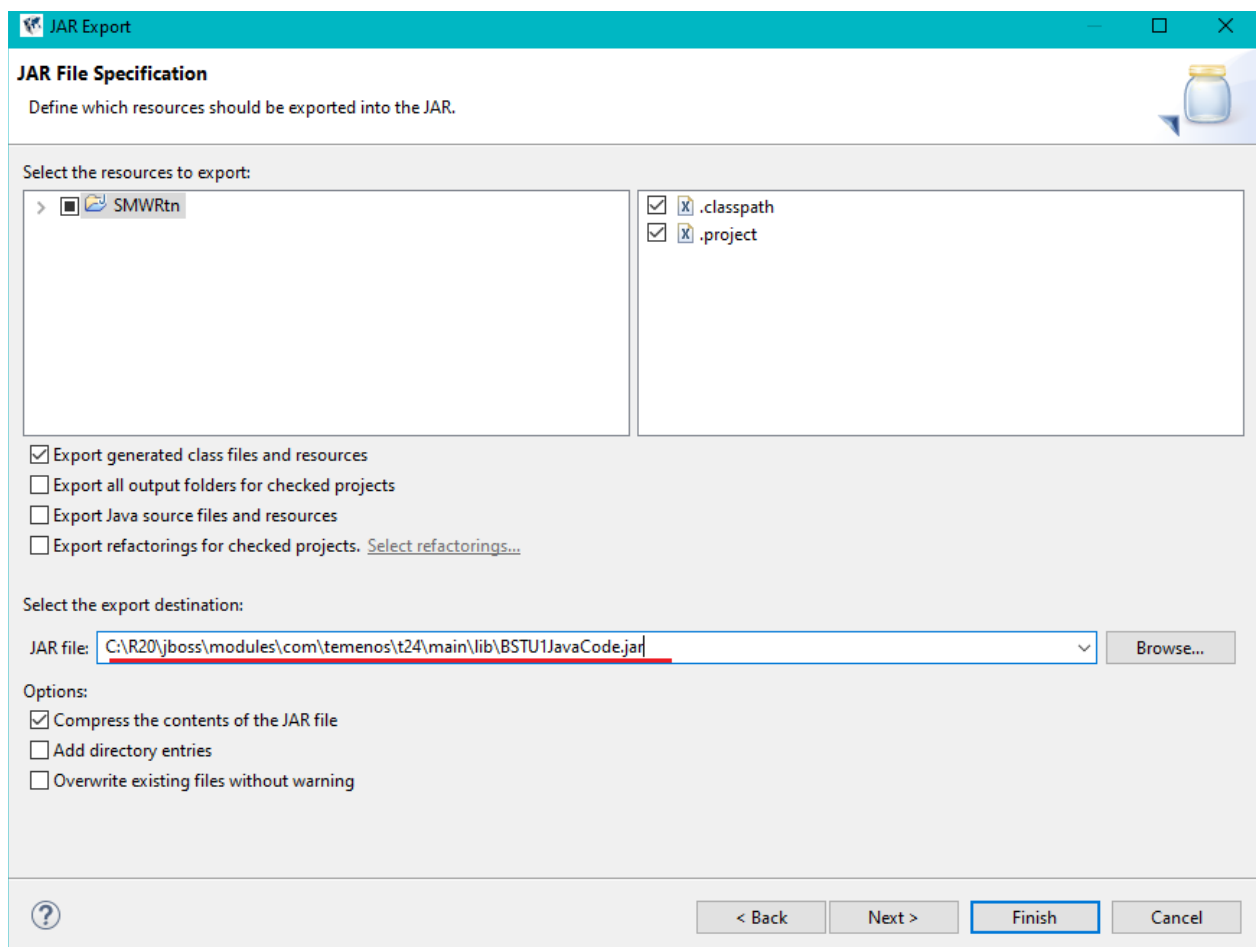 JAR Export
JAR File Specification
Define which resources should be exported into the JAR.
Select the resources to export:
SMWRtn
.classpath
.project
Export generated class files and resources
Export all output folders for checked projects
Export Java source files and resources
Export refactorings for checked projects. Select refactorings...
Select the export destination:
JAR file: C:\R20\jboss\modules\com\temenos\t24\main\lib\BSTU1JavaCode.jar Browse...
Options:
Compress the contents of the JAR file
Add directory entries
Overwrite existing files without warning
< Back Next > Finish Cancel